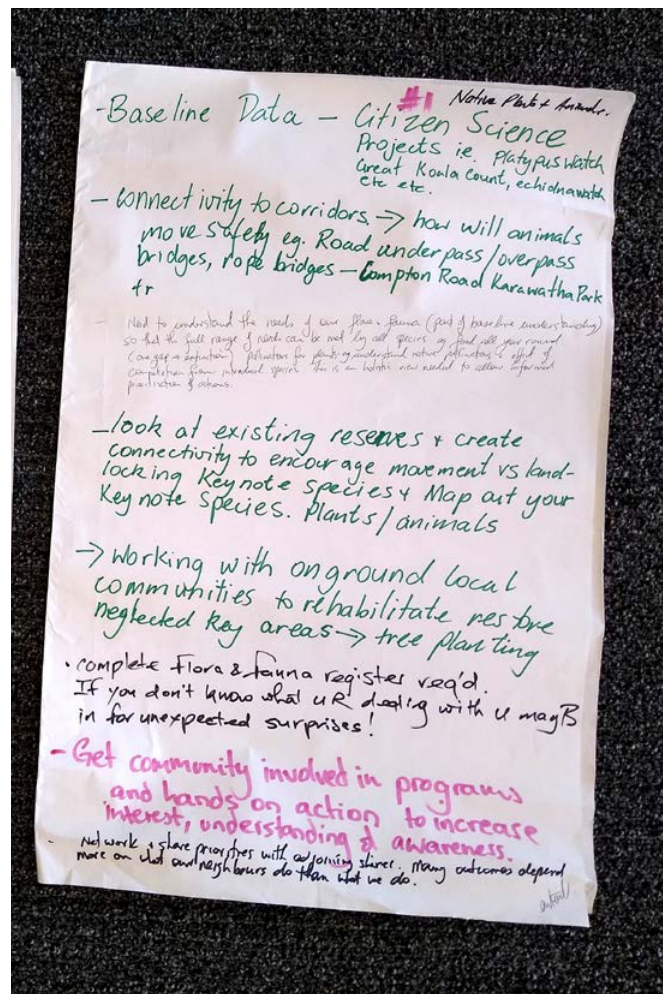 #1 Native Plants + Animals.
- Baseline Data - Citizen Science
Projects ie. Platypus Watch
Great Koala Count, echidna watch
etc etc.
- connectivity to corridors → how will animals
move safely eg. Road underpass/overpass
bridges, rope bridges - Compton Road Karawatha Park
- Need to understand the needs of our flora + fauna (part of baseline understanding)
so that the full range of needs can be met by all species eg food all year round
(one gap = extinction) pollination for plants eg understand native pollinators + effect of
competition from individual species this is an holistic view needed to allow informed
prioritisation of actions.
- look at existing reserves + create
connectivity to encourage movement vs land-
locking Keynote species + Map out your
Keynote Species. Plants/animals
→ working with onground local
communities to rehabilitate restore
neglected key areas → tree planting
• complete Flora & fauna register req'd.
If you don't know what UR dealing with U may B
in for unexpected surprises!
- Get community involved in programs
and hands on action to increase
interest, understanding & awareness.
- Network + share priorities with adjoining shires. Many outcomes depend
more on what our neighbours do than what we do.